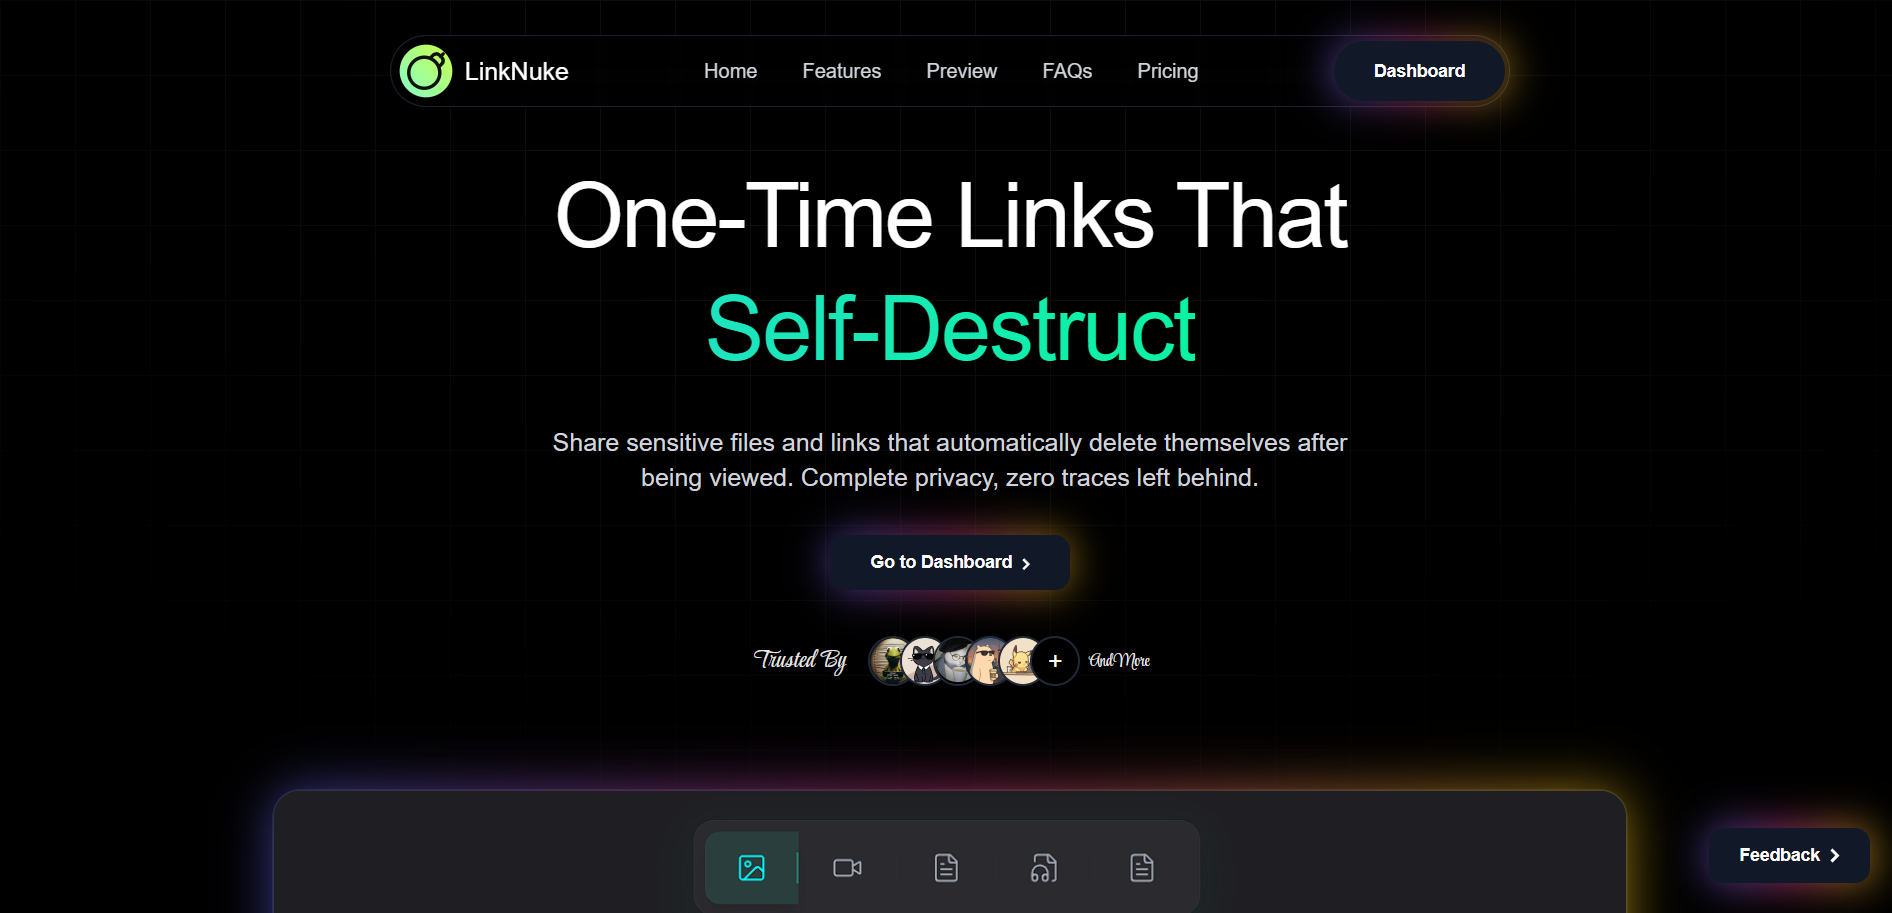 LinkNuke
Home
Features
Preview
FAQs
Pricing
Dashboard
One-Time Links That
Self-Destruct
Share sensitive files and links that automatically delete themselves after
being viewed. Complete privacy, zero traces left behind.
Go to Dashboard
Trusted By
+
And More
Feedback